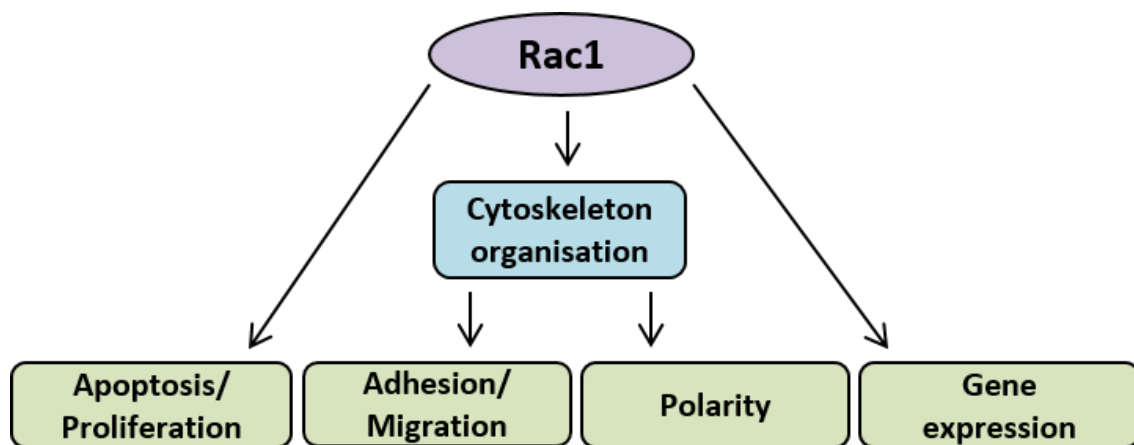 Rac1
Cytoskeleton
organisation
Apoptosis/
Proliferation
Adhesion/
Migration
Polarity
Gene
expression